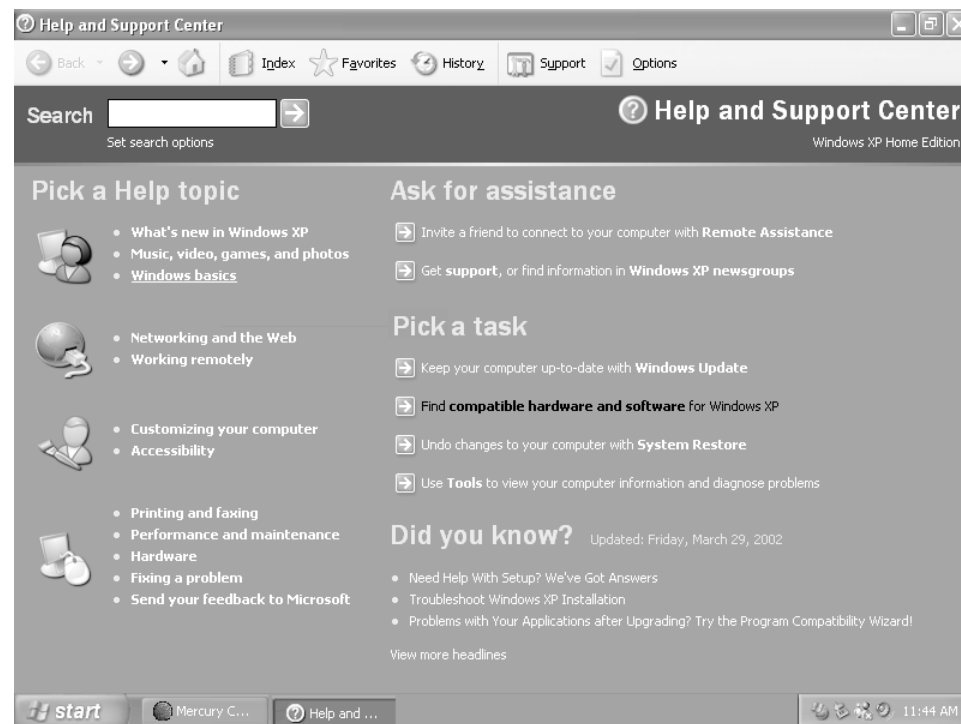 Help and Support Center
Back
Index
Favorites
History
Support
Options
Search
Set search options
Help and Support Center
Windows XP Home Edition
Pick a Help topic
What's new in Windows XP
Music, video, games, and photos
Windows basics
Networking and the Web
Working remotely
Customizing your computer
Accessibility
Printing and faxing
Performance and maintenance
Hardware
Fixing a problem
Send your feedback to Microsoft
Ask for assistance
Invite a friend to connect to your computer with Remote Assistance
Get support, or find information in Windows XP newsgroups
Pick a task
Keep your computer up-to-date with Windows Update
Find compatible hardware and software for Windows XP
Undo changes to your computer with System Restore
Use Tools to view your computer information and diagnose problems
Did you know? Updated: Friday, March 29, 2002
Need Help With Setup? We've Got Answers
Troubleshoot Windows XP Installation
Problems with Your Applications after Upgrading? Try the Program Compatibility Wizard!
View more headlines
start
Mercury C...
Help and ...
11:44 AM